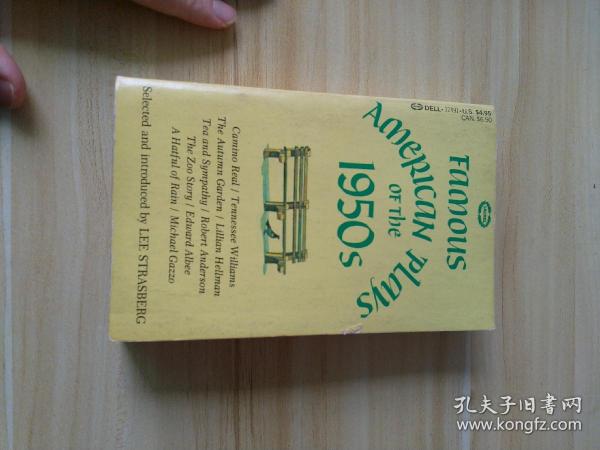 DELL · 32491 · U.S. $4.95
CAN. $6.50
Famous
American Plays
OF The
1950s
Camino Real / Tennessee Williams
The Autumn Garden / Lillian Hellman
Tea and Sympathy / Robert Anderson
The Zoo Story / Edward Albee
A Hatful of Rain / Michael Gazzo
Selected and introduced by LEE STRASBERG
孔夫子旧书网
www.kongfz.com